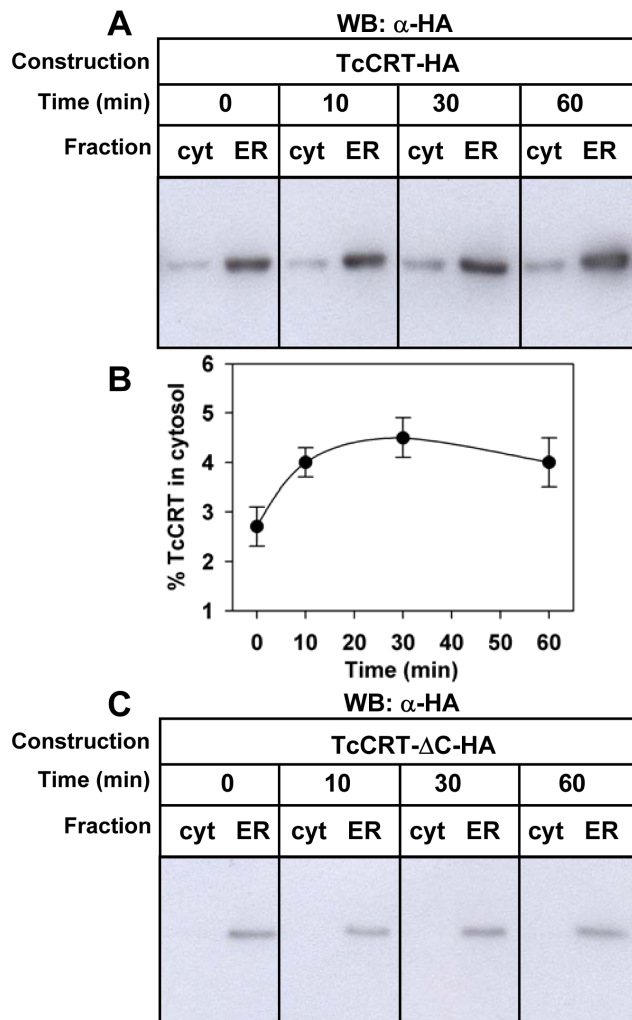 A
WB: α-HA
Construction TcCRT-HA
Time (min) 0 10 30 60
Fraction cyt ER cyt ER cyt ER cyt ER
B
6
5
4
3
2
1
% TcCRT in cytosol
0 10 20 30 40 50 60
Time (min)
C
WB: α-HA
Construction TcCRT-ΔC-HA
Time (min) 0 10 30 60
Fraction cyt ER cyt ER cyt ER cyt ER